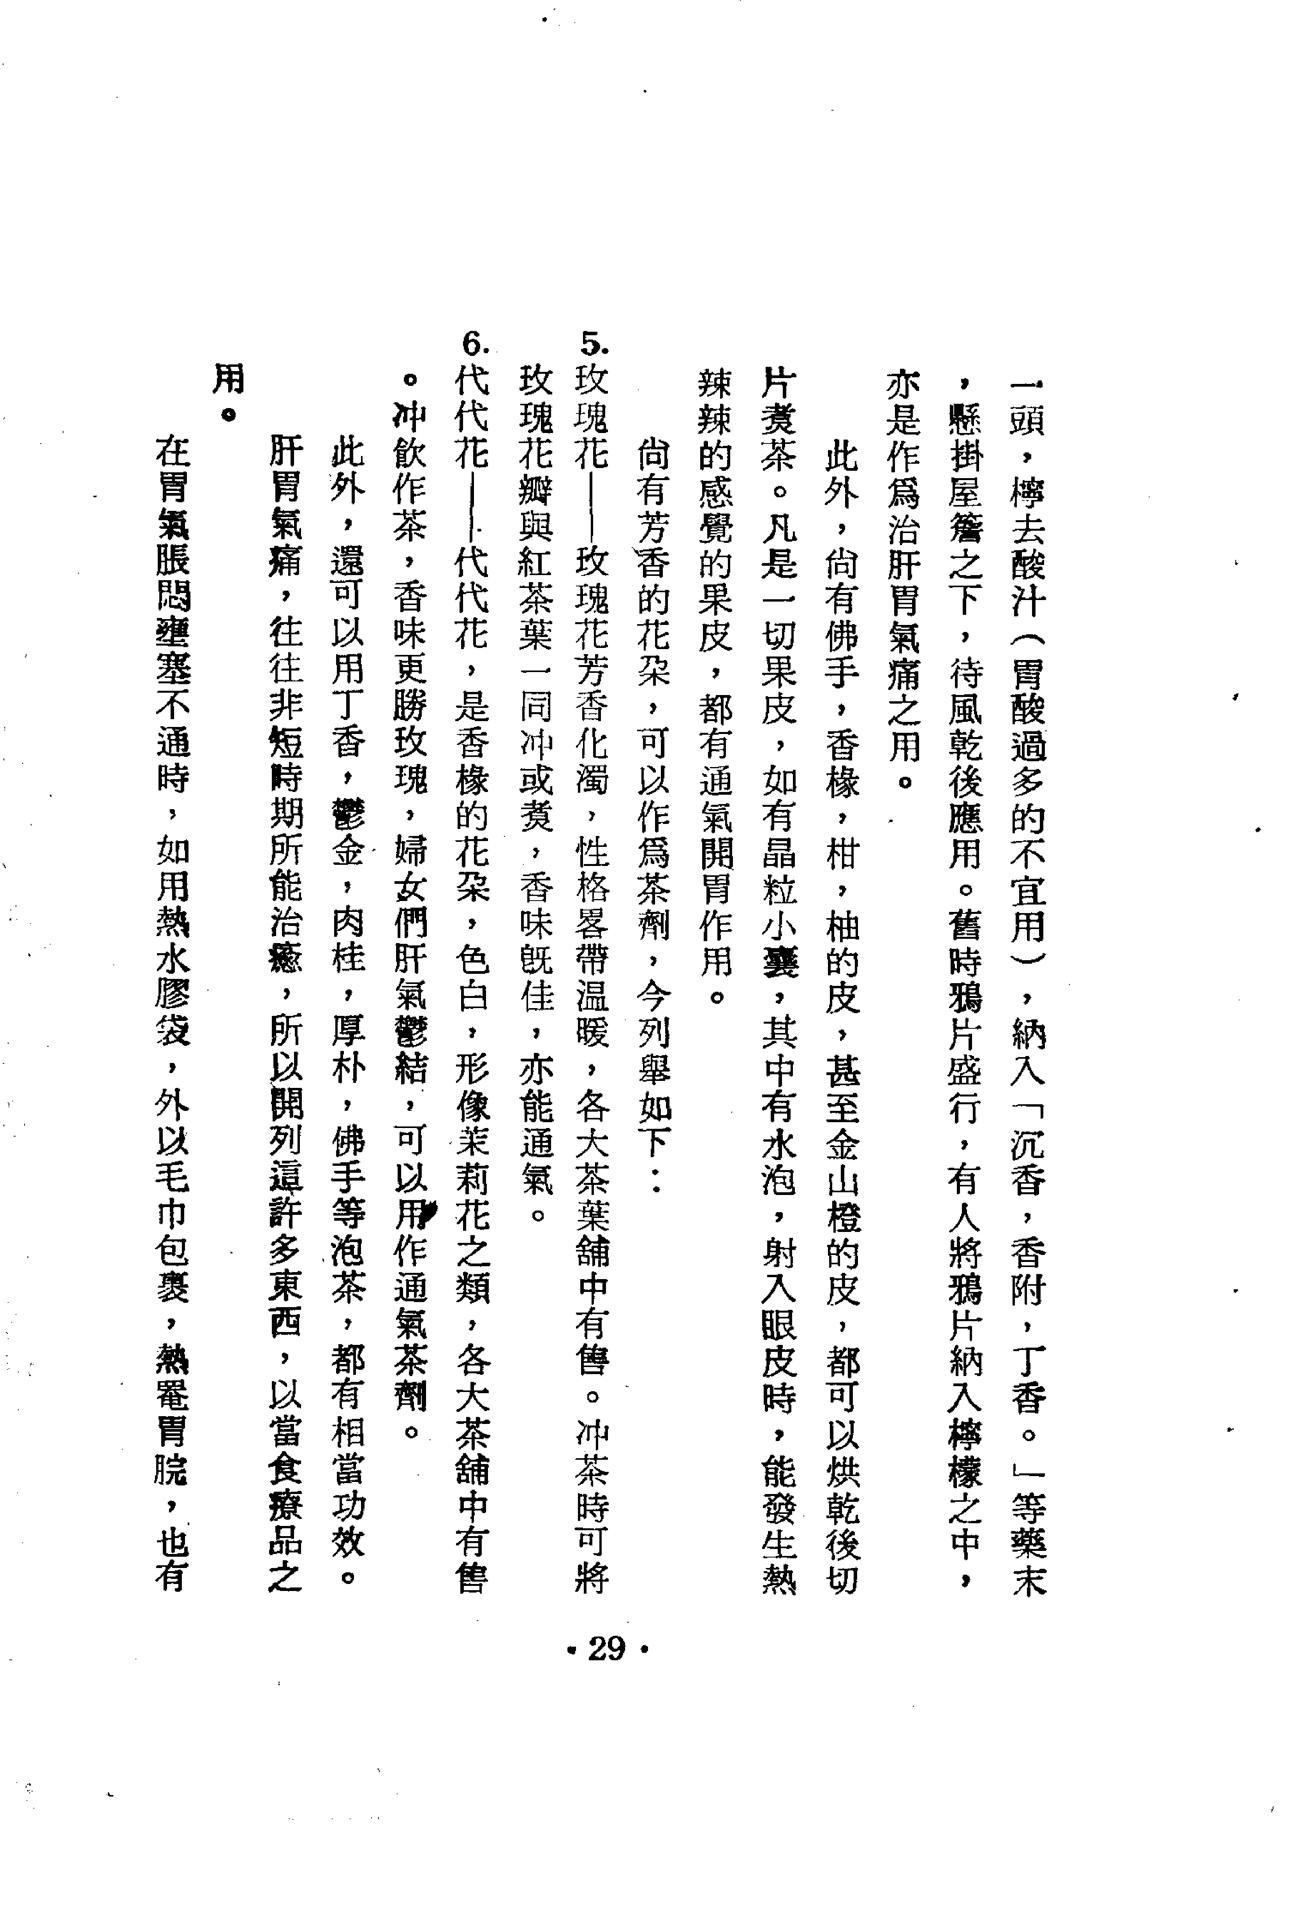 一頭，檸去酸汁（胃酸過多的不宜用），納入「沉香，香附，丁香。」等藥末
，懸掛屋簷之下，待風乾後應用。舊時鴉片盛行，有人將鴉片納入檸檬之中，
亦是作爲治肝胃氣痛之用。
此外，尙有佛手，香椽，柑，柚的皮，甚至金山橙的皮，都可以烘乾後切
片煑茶。凡是一切果皮，如有晶粒小囊，其中有水泡，射入眼皮時，能發生熱
辣辣的感覺的果皮，都有通氣開胃作用。
尙有芳香的花朶，可以作爲茶劑，今列舉如下：
5.玫瑰花——玫瑰花芳香化濁，性格畧帶温暖，各大茶葉舖中有售。冲茶時可將
玫瑰花瓣與紅茶葉一同冲或煑，香味旣佳，亦能通氣。
6.代代花——代代花，是香椽的花朶，色白，形像茉莉花之類，各大茶舖中有售
。冲飮作茶，香味更勝玫瑰，婦女們肝氣鬱結，可以用作通氣茶劑。
此外，還可以用丁香，鬱金，肉桂，厚朴，佛手等泡茶，都有相當功效。
肝胃氣痛，往往非短時期所能治癒，所以開列這許多東西，以當食療品之
用。
在胃氣脹悶壅塞不通時，如用熱水膠袋，外以毛巾包裹，熱罨胃脘，也有
·29·